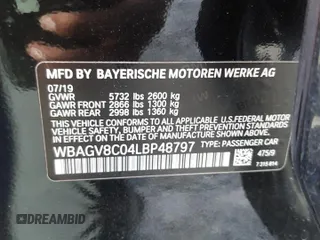 MFD BY BAYERISCHE MOTOREN WERKE AG
07/19
GVWR 5732 lbs 2600 kg
GAWR FRONT 2866 lbs 1300 kg
GAWR REAR 2998 lbs 1360 kg
THIS VEHICLE CONFORMS TO ALL APPLICABLE U.S.FEDERAL MOTOR
VEHICLE SAFETY, BUMPER, AND THEFT PREVENTION STANDARDS IN
EFFECT ON THE DATE OF MANUFACTURE SHOWN ABOVE.
WBAGV8C04LBP48797 TYPE: PASSENGER CAR
475/9
DREAMBID